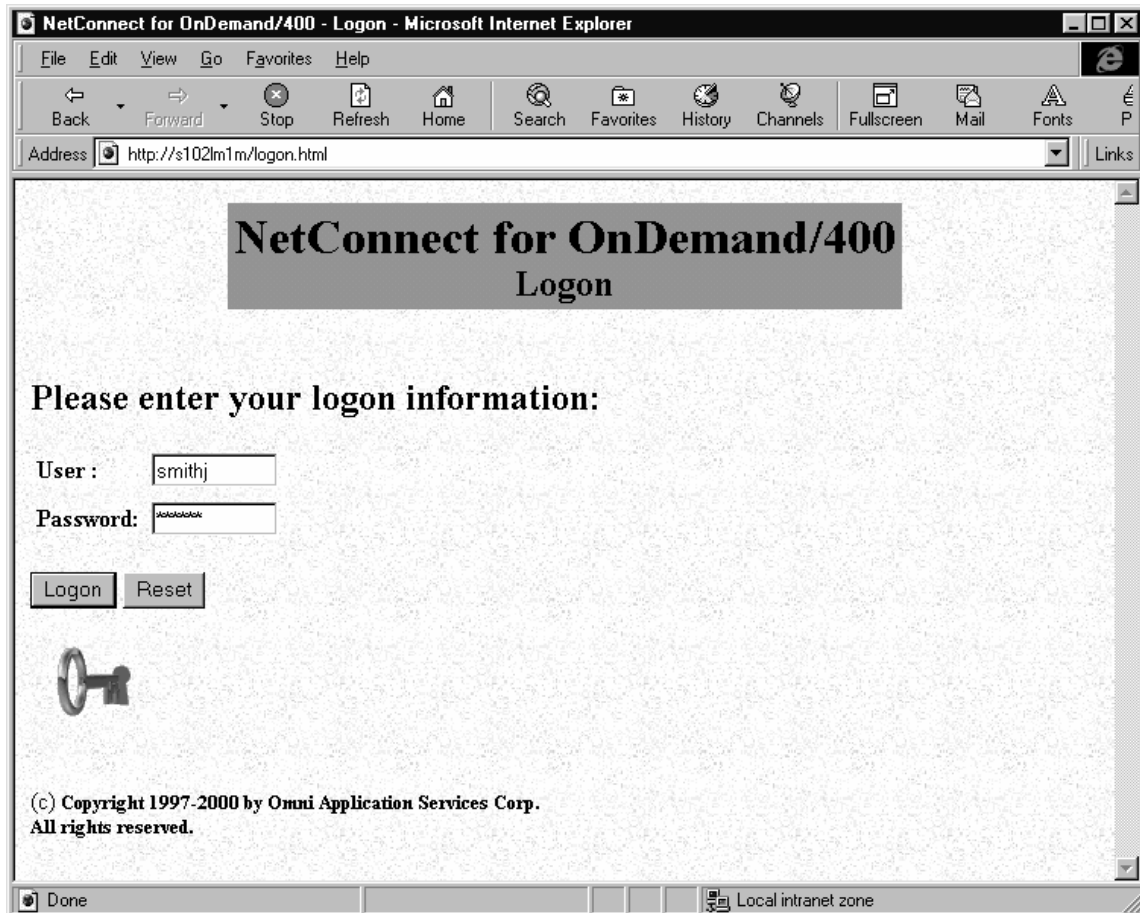 NetConnect for OnDemand/400 - Logon - Microsoft Internet Explorer
File Edit View Go Favorites Help
Back Forward Stop Refresh Home Search Favorites History Channels Fullscreen Mail Fonts P
Address http://s102lm1m/logon.html Links
NetConnect for OnDemand/400
Logon
Please enter your logon information:
User : smithj
Password: *******
Logon Reset
(c) Copyright 1997-2000 by Omni Application Services Corp.
All rights reserved.
Done Local intranet zone